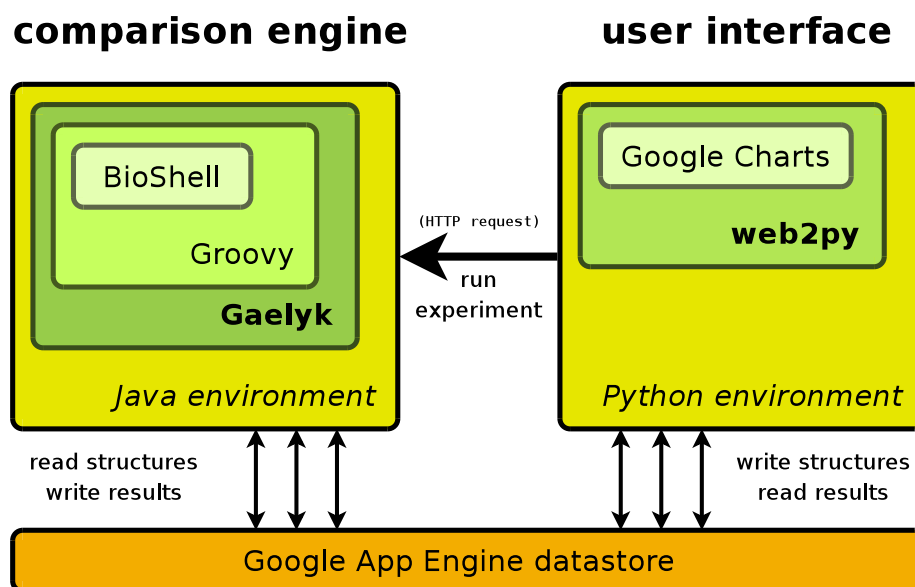 comparison engine
user interface
BioShell
Groovy
Gaelyk
Java environment
(HTTP request)
run
experiment
Google Charts
web2py
Python environment
read structures
write results
write structures
read results
Google App Engine datastore